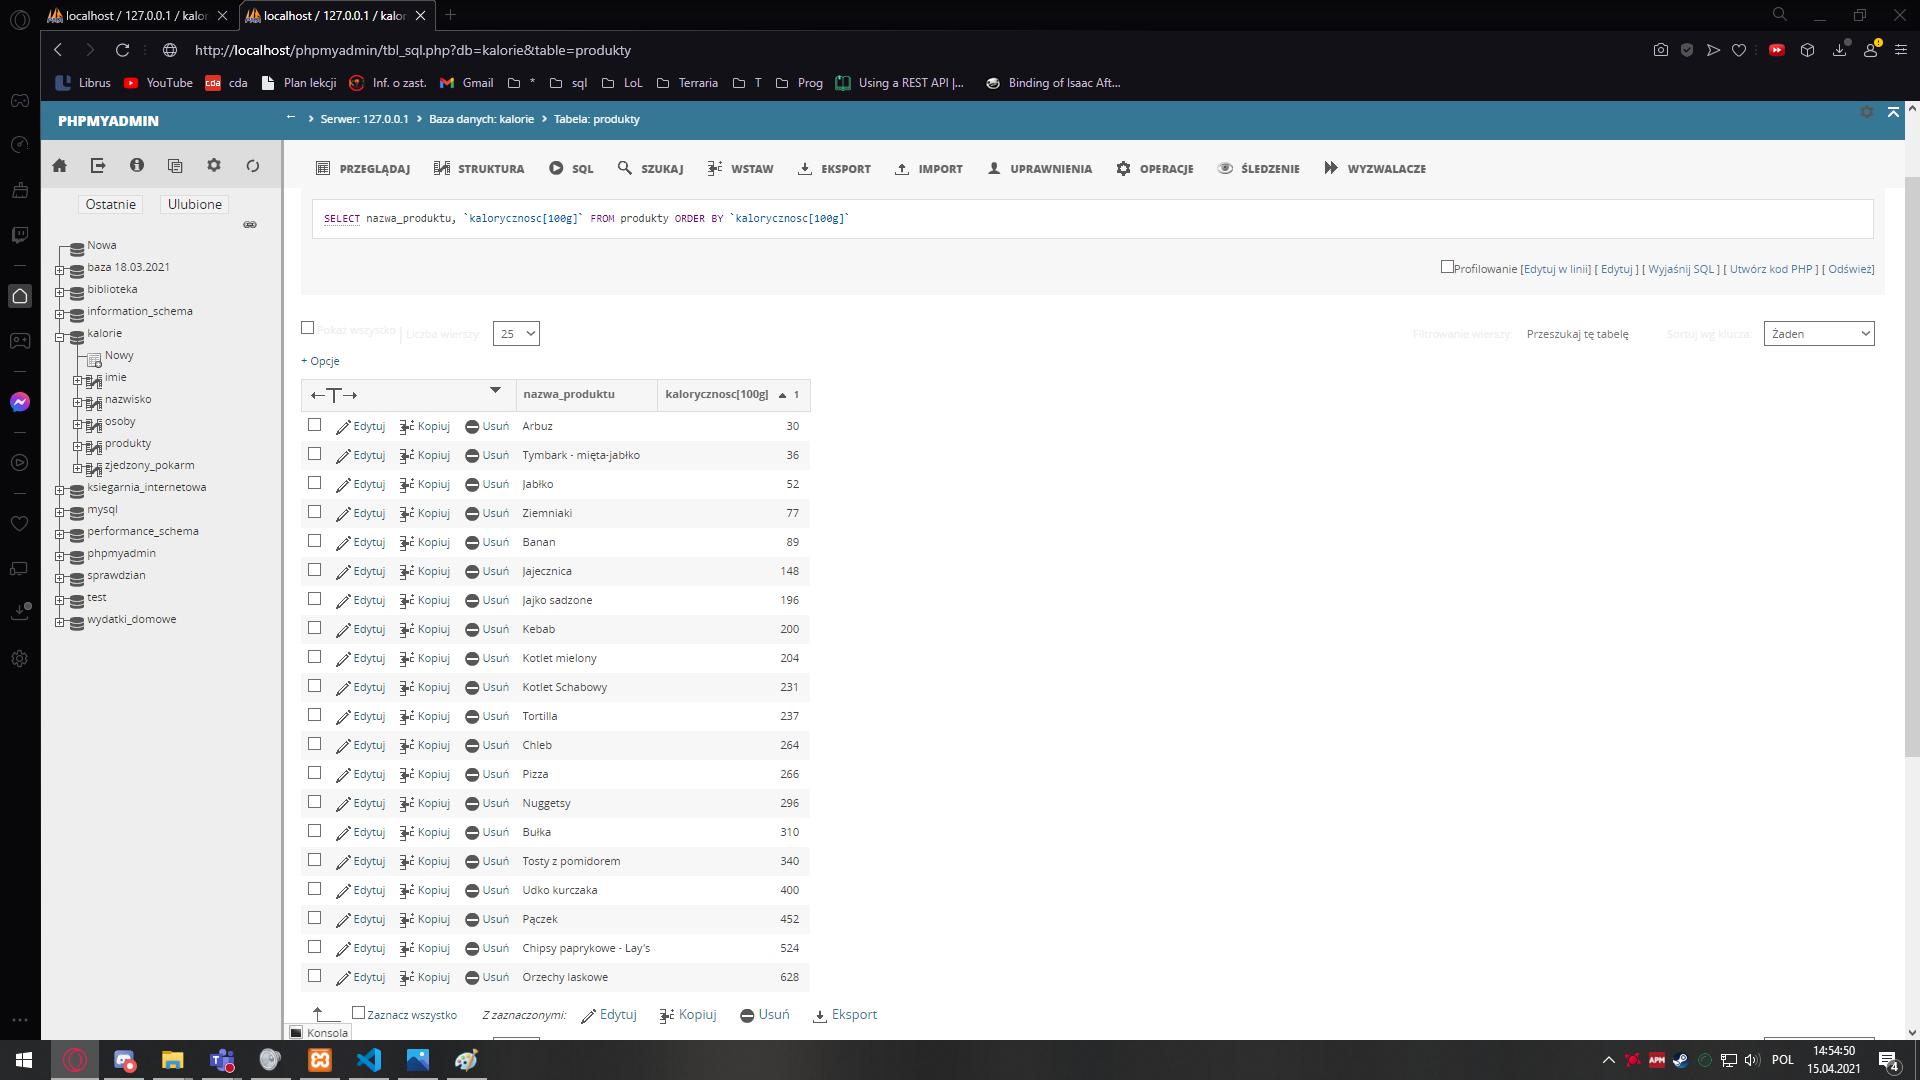 localhost / 127.0.0.1 / kalor
localhost / 127.0.0.1 / kalor
http://localhost/phpmyadmin/tbl_sql.php?db=kalorie&table=produkty
Librus
YouTube
cda
cda
Plan lekcji
Inf. o zast.
Gmail
*
sql
LoL
Terraria
T
Prog
Using a REST API |...
Binding of Isaac Aft...
PHPMYADMIN
Serwer: 127.0.0.1
Baza danych: kalorie
Tabela: produkty
PRZEGLĄDAJ
STRUKTURA
SQL
SZUKAJ
WSTAW
EKSPORT
IMPORT
UPRAWNIENIA
OPERACJE
ŚLEDZENIE
WYZWALACZE
Ostatnie
Ulubione
Nowa
baza 18.03.2021
biblioteka
information_schema
kalorie
Nowy
imie
nazwisko
osoby
produkty
zjedzony_pokarm
ksiegarnia_internetowa
mysql
performance_schema
phpmyadmin
sprawdzian
test
wydatki_domowe
SELECT nazwa_produktu, `kalorycznosc[100g]` FROM produkty ORDER BY `kalorycznosc[100g]`
Profilowanie [Edytuj w linii] [ Edytuj ] [ Wyjaśnij SQL ] [ Utwórz kod PHP ] [ Odśwież]
Pokaż wszystko | Liczba wierszy: 25
Filtrowanie wierszy: Przeszukaj tę tabelę
Sortuj wg klucza: Żaden
+ Opcje
←T→ nazwa_produktu kalorycznosc[100g] 1
Edytuj Kopiuj Usuń Arbuz 30
Edytuj Kopiuj Usuń Tymbark - mięta-jabłko 36
Edytuj Kopiuj Usuń Jabłko 52
Edytuj Kopiuj Usuń Ziemniaki 77
Edytuj Kopiuj Usuń Banan 89
Edytuj Kopiuj Usuń Jajecznica 148
Edytuj Kopiuj Usuń Jajko sadzone 196
Edytuj Kopiuj Usuń Kebab 200
Edytuj Kopiuj Usuń Kotlet mielony 204
Edytuj Kopiuj Usuń Kotlet Schabowy 231
Edytuj Kopiuj Usuń Tortilla 237
Edytuj Kopiuj Usuń Chleb 264
Edytuj Kopiuj Usuń Pizza 266
Edytuj Kopiuj Usuń Nuggetsy 296
Edytuj Kopiuj Usuń Bułka 310
Edytuj Kopiuj Usuń Tosty z pomidorem 340
Edytuj Kopiuj Usuń Udko kurczaka 400
Edytuj Kopiuj Usuń Pączek 452
Edytuj Kopiuj Usuń Chipsy paprykowe - Lay's 524
Edytuj Kopiuj Usuń Orzechy laskowe 628
Zaznacz wszystko Z zaznaczonymi: Edytuj Kopiuj Usuń Eksport
Konsola
APM
POL
14:54:50
15.04.2021
4